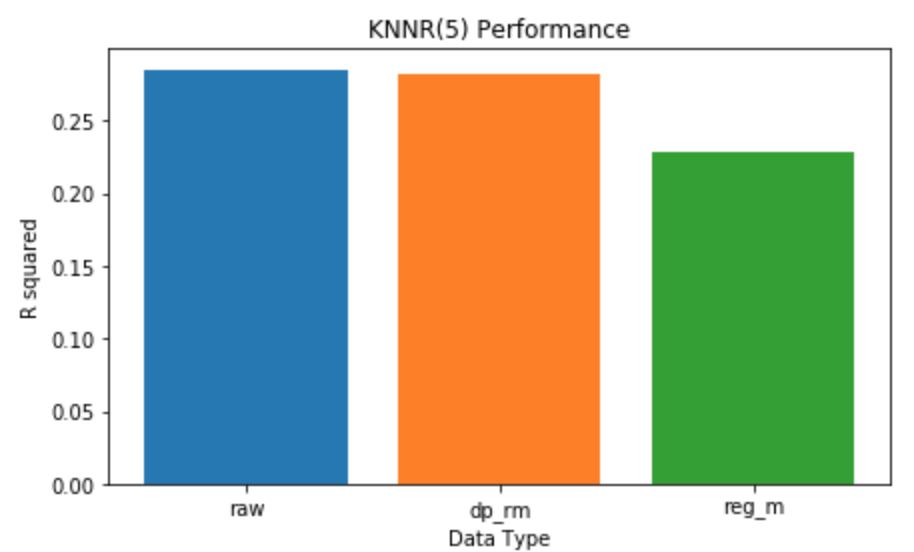 KNNR(5) Performance
R squared
0.25
0.20
0.15
0.10
0.05
0.00
raw
dp_rm
reg_m
Data Type